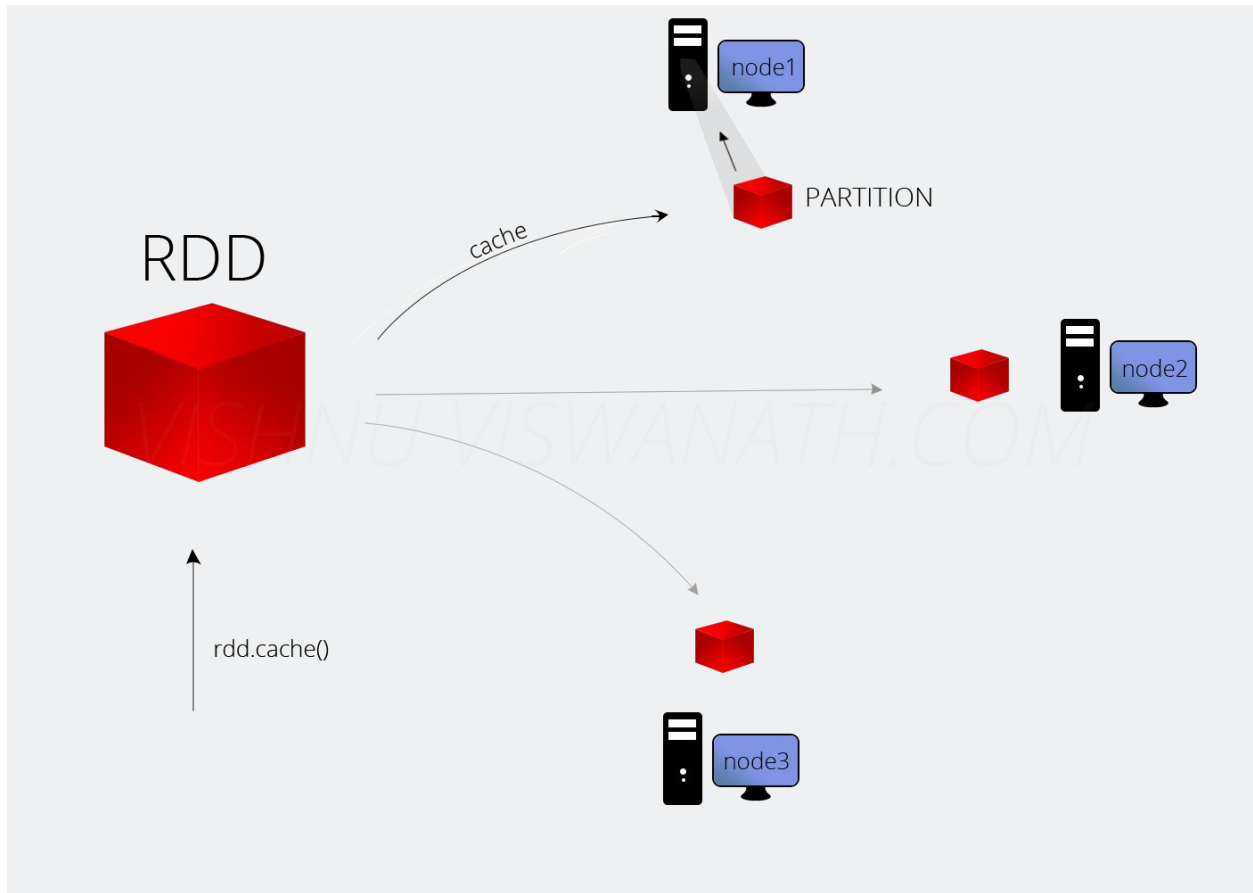 node1
PARTITION
cache
RDD
node2
VISHNU VISWANATH.COM
rdd.cache()
node3